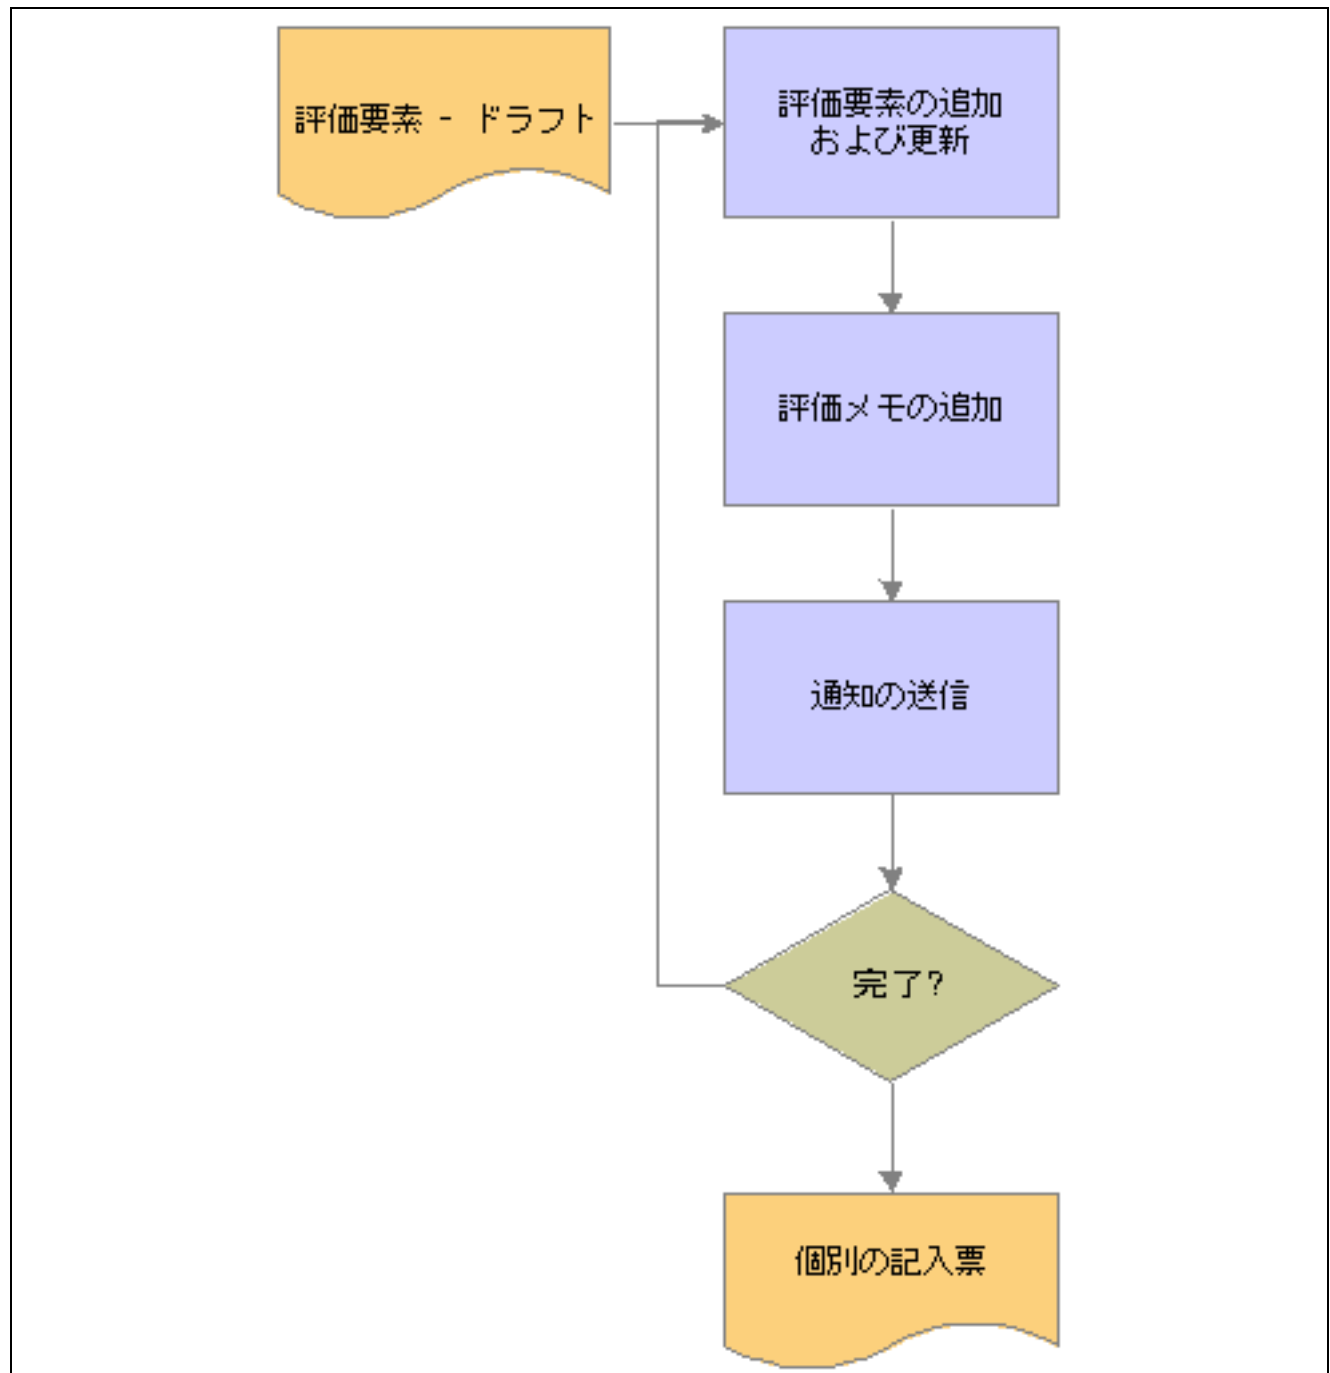 評価要素 - ドラフト
評価要素の追加
および更新
評価メモの追加
通知の送信
完了?
個別の記入票